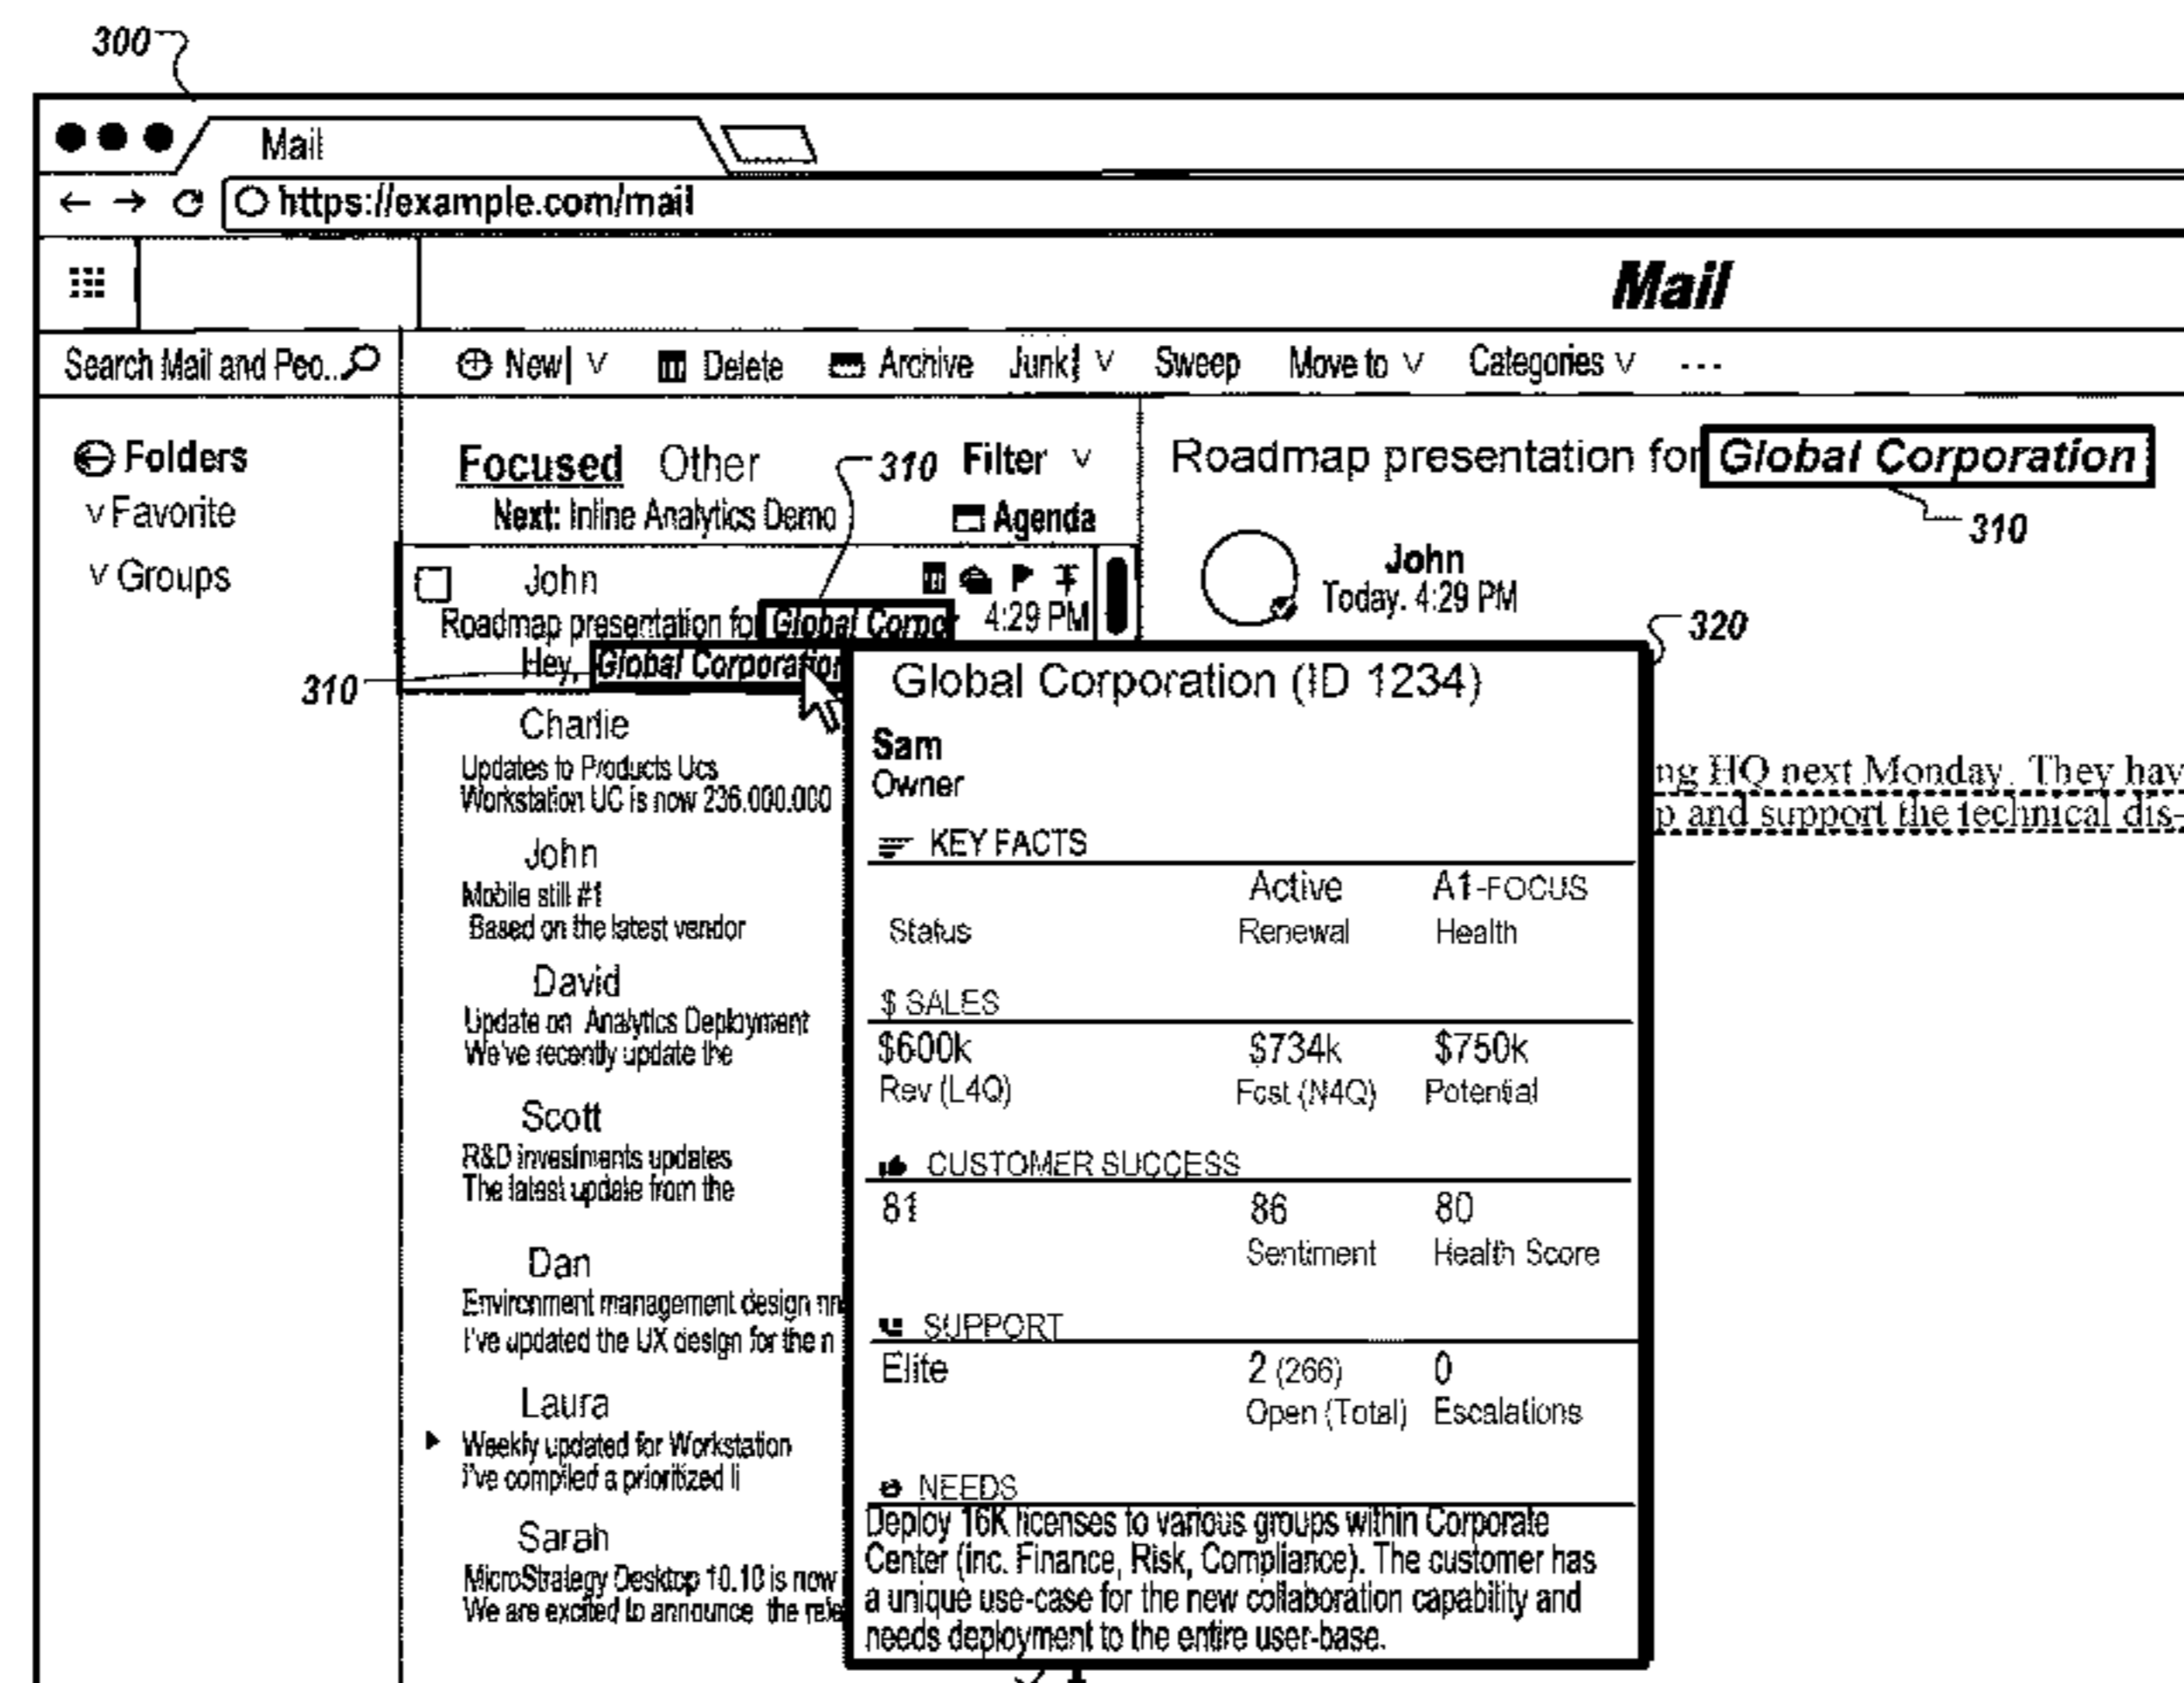 300
Mail
https://example.com/mail
Mail
Search Mail and Peo..
New Delete Archive Junk Sweep Move to Categories ...
Folders
Favorite
Groups
Focused Other 310 Filter
Next: Inline Analytics Demo Agenda
John
Roadmap presentation for Global Corpor 4:29 PM
Hey, Global Corporation
310
Charlie
Updates to Products Ucs
Workstation UC is now 236.000.000
John
Mobile still #1
Based on the latest vendor
David
Update on Analytics Deployment
We've recently update the
Scott
R&D investments updates
The latest update from the
Dan
Environment management design
I've updated the UX design for the n
Laura
Weekly updated for Workstation
I've compiled a prioritized li
Sarah
MicroStrategy Desktop 10.10 is now
We are excited to announce the rele
Roadmap presentation for Global Corporation
310
John
Today. 4:29 PM
320
ng HQ next Monday. They hav
p and support the technical dis-
Global Corporation (ID 1234)
Sam
Owner
KEY FACTS
Active A1-FOCUS
Status Renewal Health
$ SALES
$600k $734k $750k
Rev (L4Q) Fcst (N4Q) Potential
CUSTOMER SUCCESS
81 86 80
Sentiment Health Score
SUPPORT
Elite 2 (266) 0
Open (Total) Escalations
NEEDS
Deploy 16K licenses to various groups within Corporate
Center (inc. Finance, Risk, Compliance). The customer has
a unique use-case for the new collaboration capability and
needs deployment to the entire user-base.